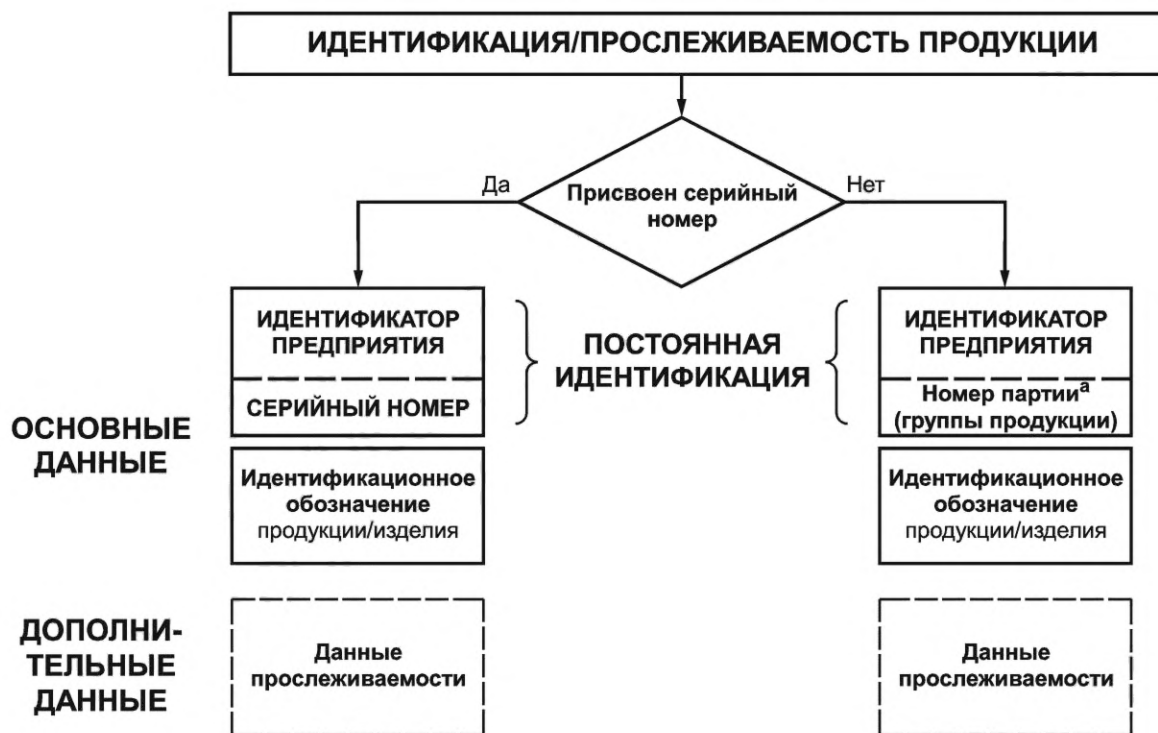 ИДЕНТИФИКАЦИЯ/ПРОСЛЕЖИВАЕМОСТЬ ПРОДУКЦИИ
Да
Присвоен серийный
номер
Нет
ИДЕНТИФИКАТОР
ПРЕДПРИЯТИЯ
СЕРИЙНЫЙ НОМЕР
ПОСТОЯННАЯ
ИДЕНТИФИКАЦИЯ
ИДЕНТИФИКАТОР
ПРЕДПРИЯТИЯ
Номер партииᵃ
(группы продукции)
ОСНОВНЫЕ
ДАННЫЕ
Идентификационное
обозначение
продукции/изделия
Идентификационное
обозначение
продукции/изделия
ДОПОЛНИ-
ТЕЛЬНЫЕ
ДАННЫЕ
Данные
прослеживаемости
Данные
прослеживаемости